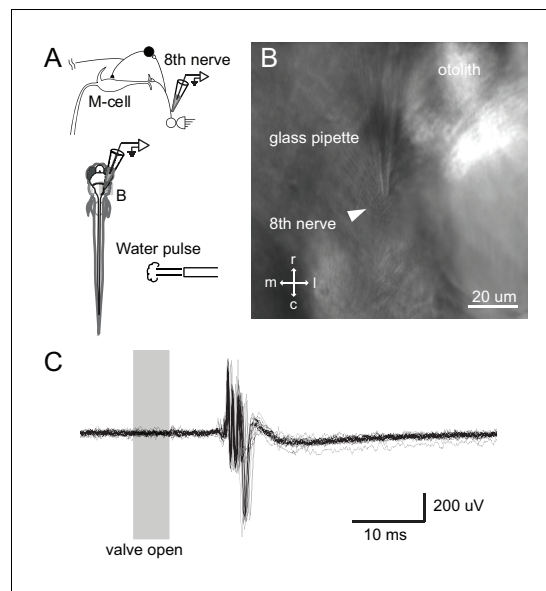 A
8th nerve
M-cell
B
Water pulse
B
otolith
glass pipette
8th nerve
r
m
l
c
20 um
C
200 uV
10 ms
valve open